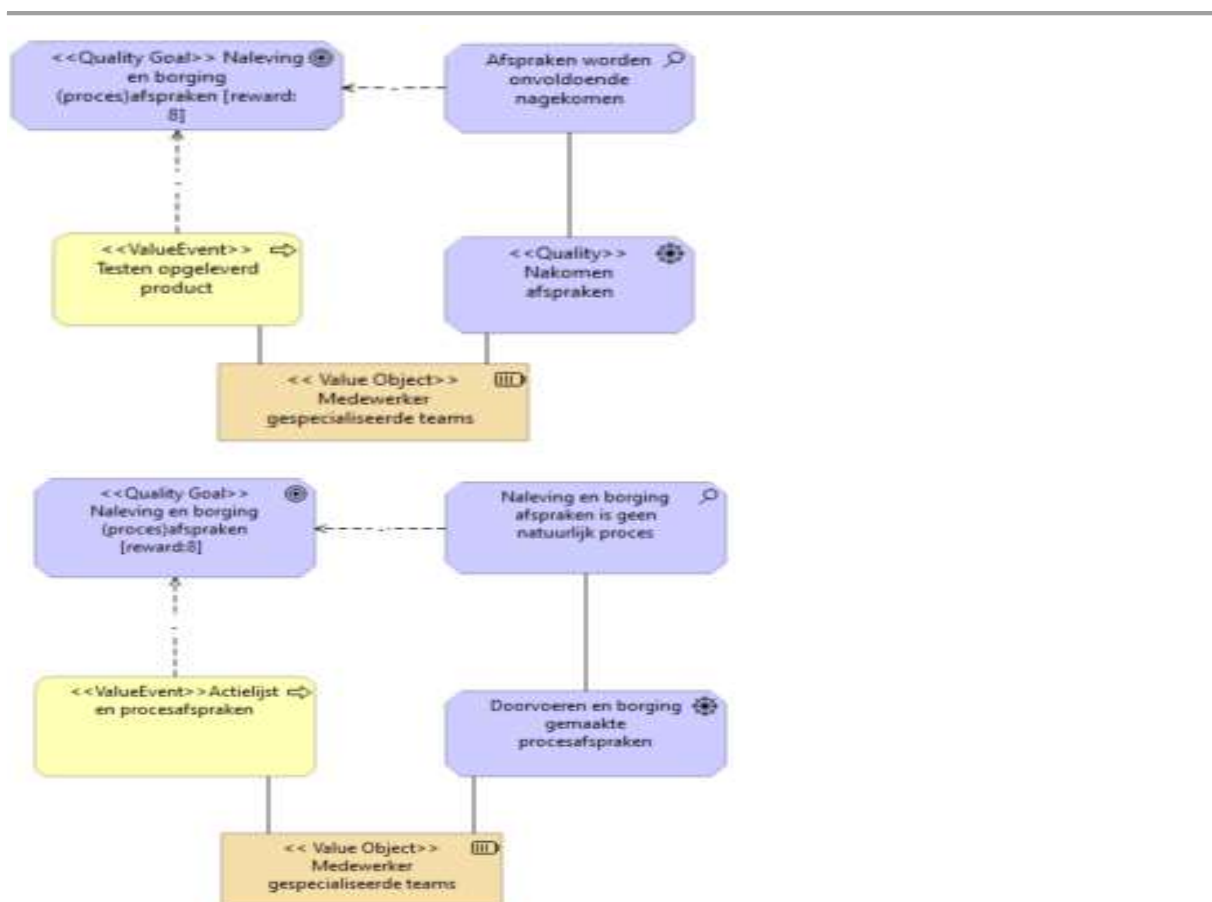 <<Quality Goal>> Naleving
en borging
(proces)afspraken [reward:
8]
Afspraken worden
onvoldoende
nagekomen
<<ValueEvent>>
Testen opgeleverd
product
<<Quality>>
Nakomen
afspraken
<< Value Object>>
Medewerker
gespecialiseerde teams
<<Quality Goal>>
Naleving en borging
(proces)afspraken
[reward:8]
Naleving en borging
afspraken is geen
natuurlijk proces
<<ValueEvent>>Actielijst
en procesafspraken
Doorvoeren en borging
gemaakte
procesafspraken
<< Value Object>>
Medewerker
gespecialiseerde teams